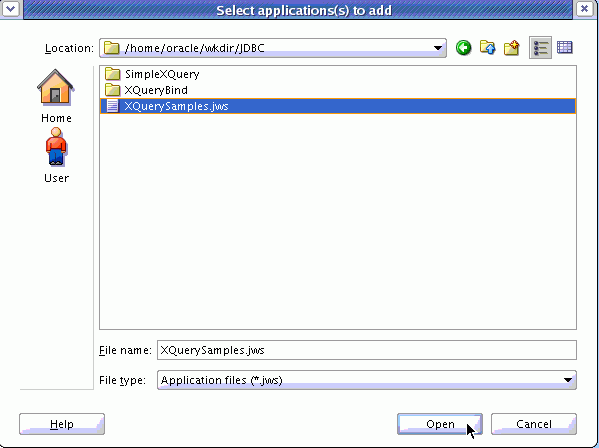 Select applications(s) to add
Location: /home/oracle/wkdir/JDBC
Home
User
SimpleXQuery
XQueryBind
XQuerySamples.jws
File name: XQuerySamples.jws
File type: Application files (*.jws)
Help Open Cancel